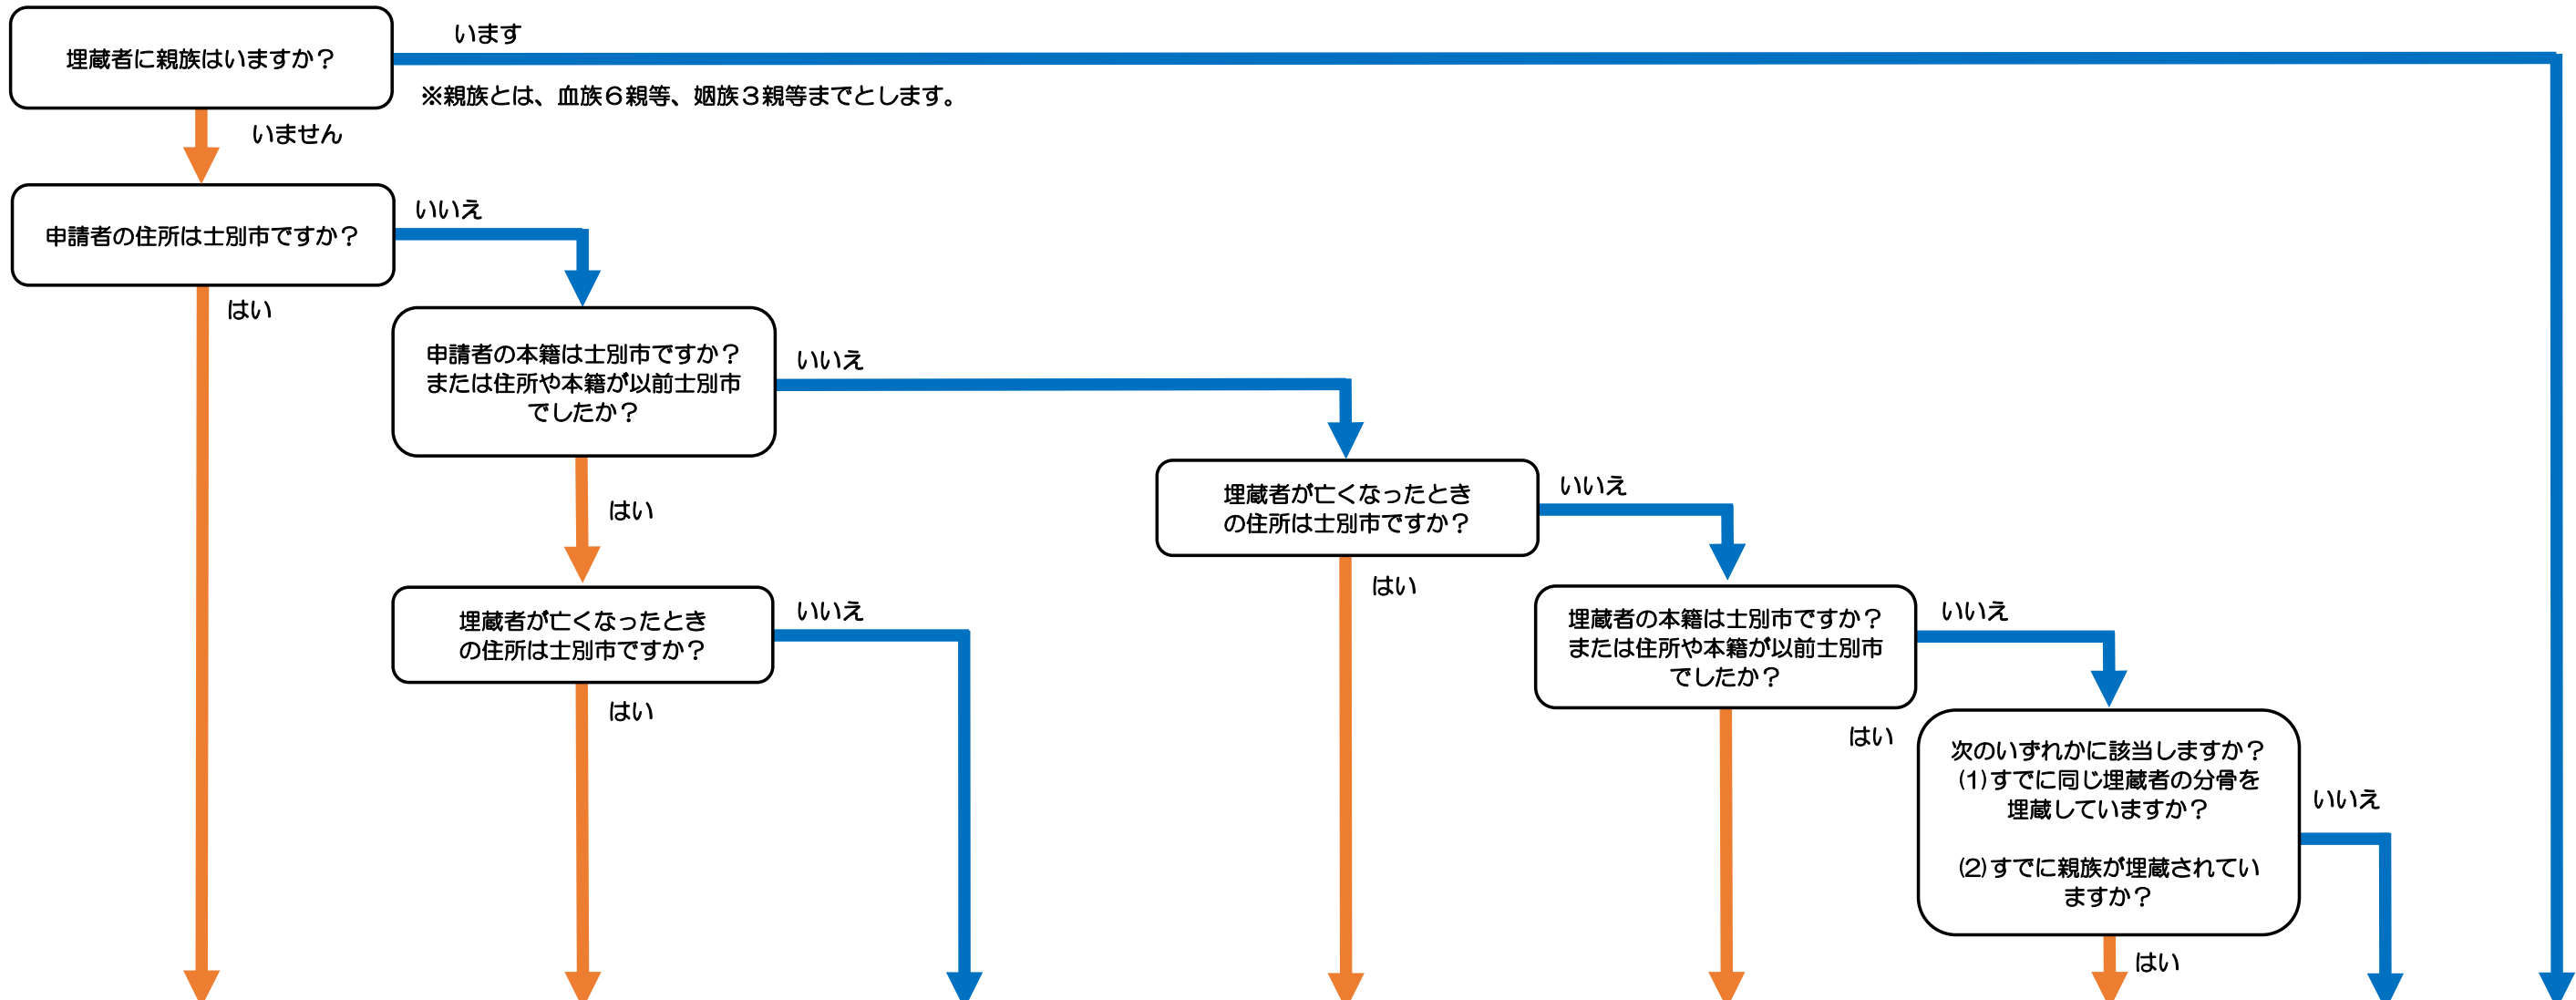 埋蔵者に親族はいますか？
います
※親族とは、血族６親等、姻族３親等までとします。
いません
申請者の住所は士別市ですか？
いいえ
はい
申請者の本籍は士別市ですか？
または住所や本籍が以前士別市
でしたか？
いいえ
はい
埋蔵者が亡くなったとき
の住所は士別市ですか？
いいえ
はい
埋蔵者が亡くなったとき
の住所は士別市ですか？
いいえ
はい
埋蔵者の本籍は士別市ですか？
または住所や本籍が以前士別市
でしたか？
いいえ
はい
次のいずれかに該当しますか？
(1)すでに同じ埋蔵者の分骨を
埋蔵していますか？
(2)すでに親族が埋蔵されてい
ますか？
いいえ
はい